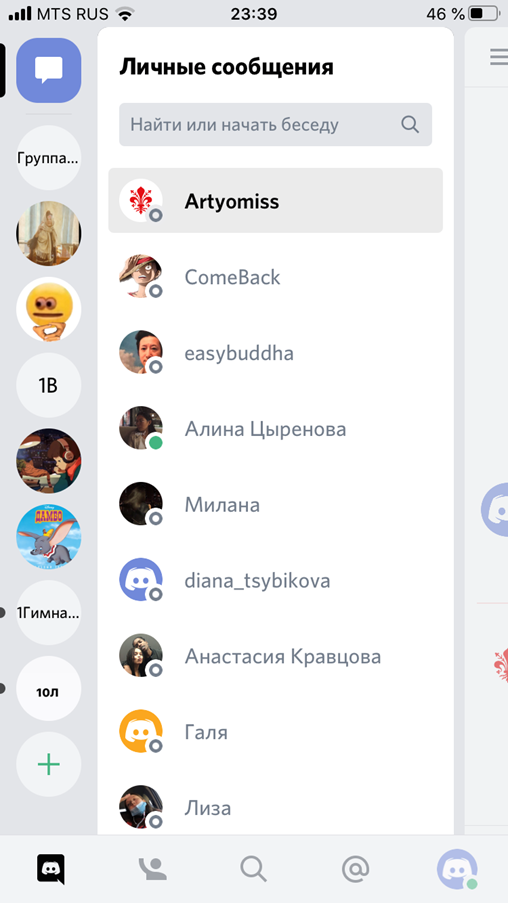 MTS RUS
23:39
46 %
Личные сообщения
Найти или начать беседу
Группа...
1В
ДАМБО
1Гимна...
10л
Artyomiss
ComeBack
easybuddha
Алина Цыренова
Милана
diana_tsybikova
Анастасия Кравцова
Галя
Лиза